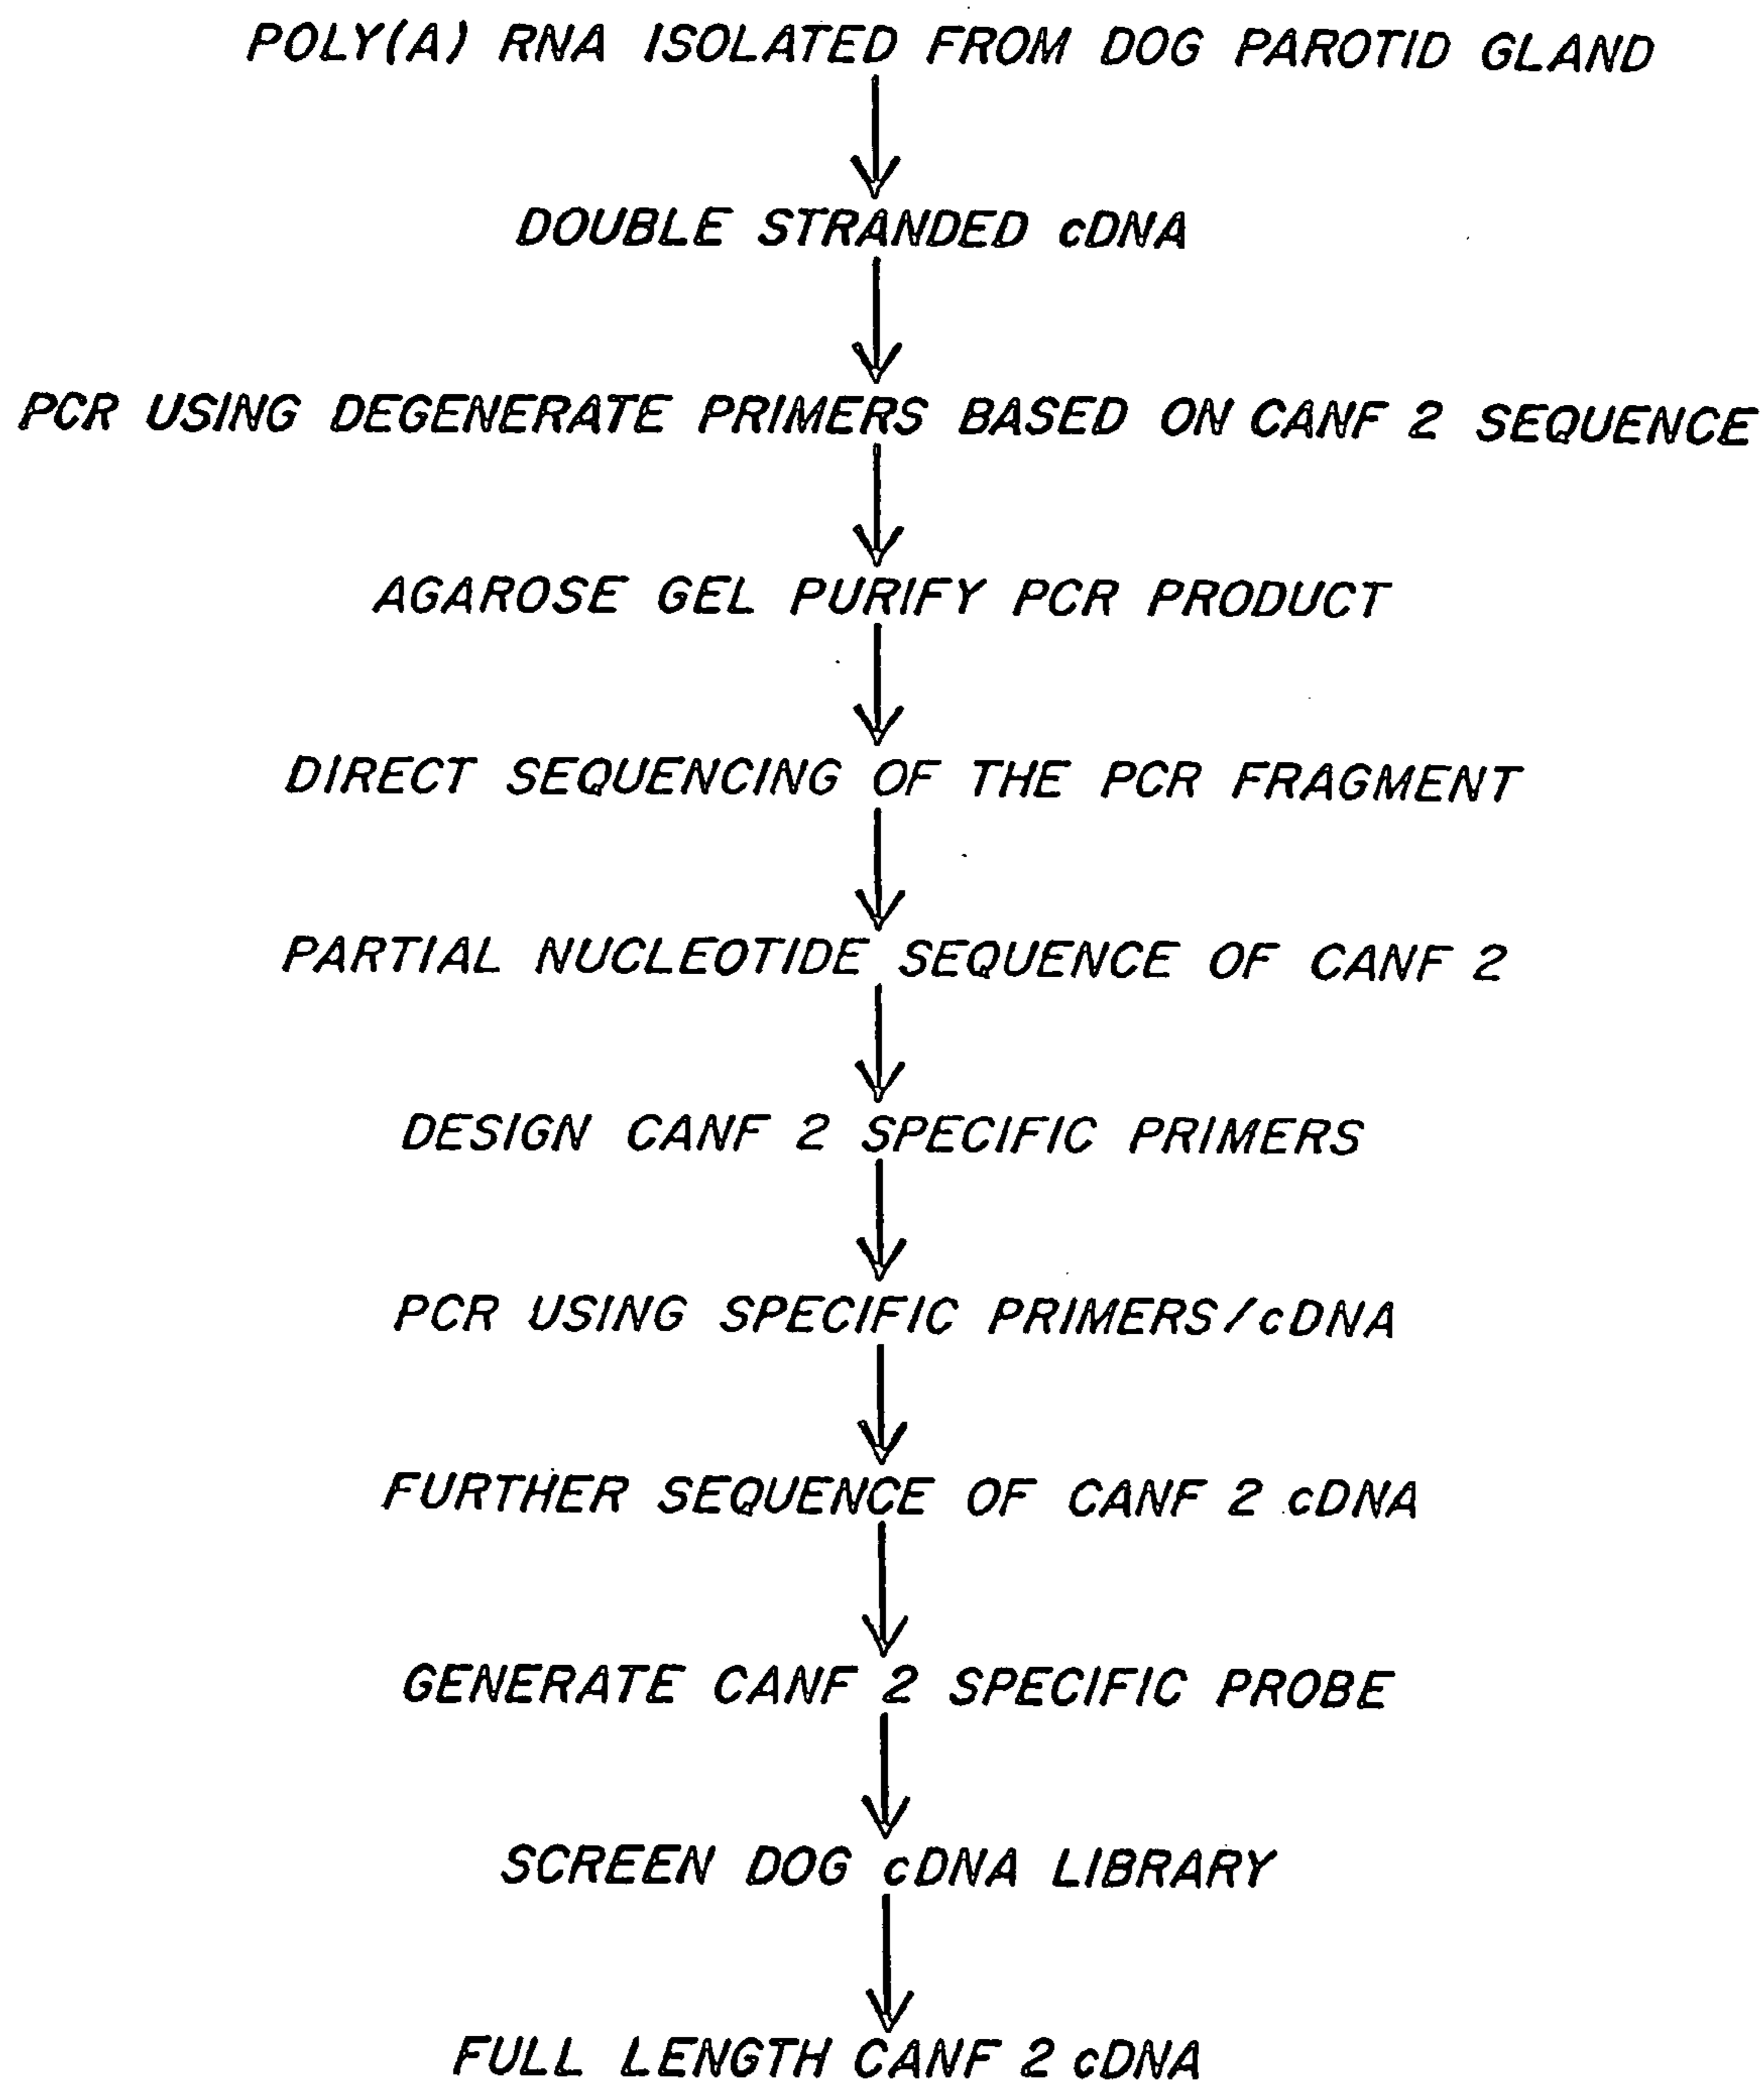 POLY(A) RNA ISOLATED FROM DOG PAROTID GLAND
DOUBLE STRANDED cDNA
PCR USING DEGENERATE PRIMERS BASED ON CANF 2 SEQUENCE
AGAROSE GEL PURIFY PCR PRODUCT
DIRECT SEQUENCING OF THE PCR FRAGMENT
PARTIAL NUCLEOTIDE SEQUENCE OF CANF 2
DESIGN CANF 2 SPECIFIC PRIMERS
PCR USING SPECIFIC PRIMERS/cDNA
FURTHER SEQUENCE OF CANF 2 cDNA
GENERATE CANF 2 SPECIFIC PROBE
SCREEN DOG cDNA LIBRARY
FULL LENGTH CANF 2 cDNA